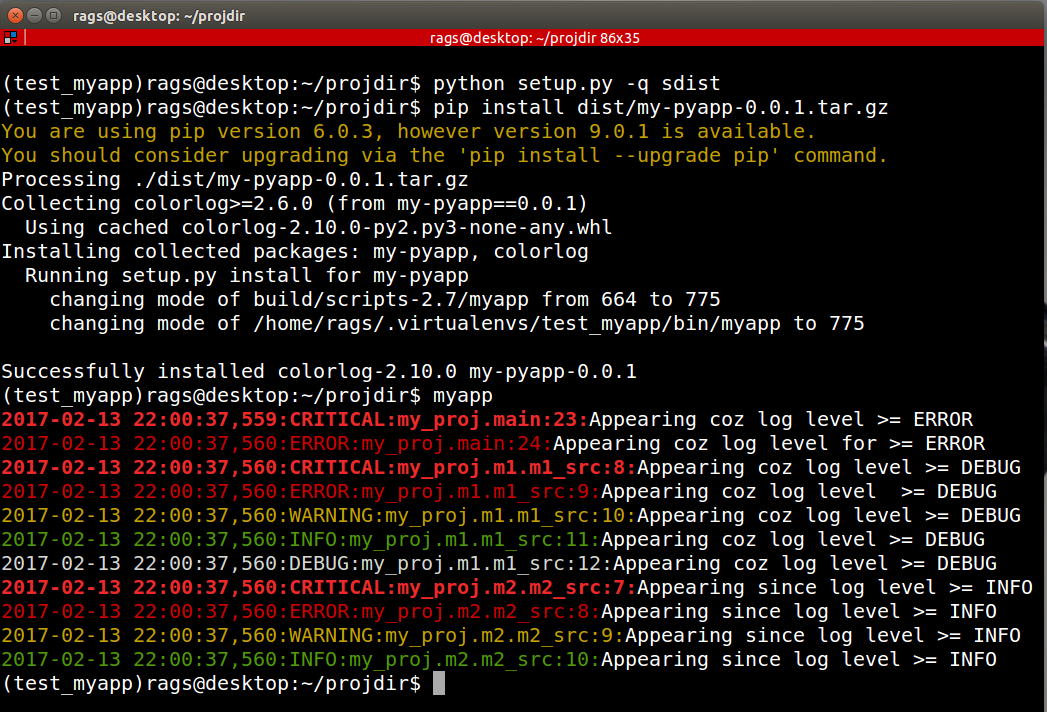 rags@desktop: ~/projdir
rags@desktop: ~/projdir 86x35
(test_myapp)rags@desktop:~/projdir$ python setup.py -q sdist
(test_myapp)rags@desktop:~/projdir$ pip install dist/my-pyapp-0.0.1.tar.gz
You are using pip version 6.0.3, however version 9.0.1 is available.
You should consider upgrading via the 'pip install --upgrade pip' command.
Processing ./dist/my-pyapp-0.0.1.tar.gz
Collecting colorlog>=2.6.0 (from my-pyapp==0.0.1)
  Using cached colorlog-2.10.0-py2.py3-none-any.whl
Installing collected packages: my-pyapp, colorlog
  Running setup.py install for my-pyapp
    changing mode of build/scripts-2.7/myapp from 664 to 775
    changing mode of /home/rags/.virtualenvs/test_myapp/bin/myapp to 775
Successfully installed colorlog-2.10.0 my-pyapp-0.0.1
(test_myapp)rags@desktop:~/projdir$ myapp
2017-02-13 22:00:37,559:CRITICAL:my_proj.main:23:Appearing coz log level >= ERROR
2017-02-13 22:00:37,560:ERROR:my_proj.main:24:Appearing coz log level for >= ERROR
2017-02-13 22:00:37,560:CRITICAL:my_proj.m1.m1_src:8:Appearing coz log level >= DEBUG
2017-02-13 22:00:37,560:ERROR:my_proj.m1.m1_src:9:Appearing coz log level  >= DEBUG
2017-02-13 22:00:37,560:WARNING:my_proj.m1.m1_src:10:Appearing coz log level >= DEBUG
2017-02-13 22:00:37,560:INFO:my_proj.m1.m1_src:11:Appearing coz log level >= DEBUG
2017-02-13 22:00:37,560:DEBUG:my_proj.m1.m1_src:12:Appearing coz log level >= DEBUG
2017-02-13 22:00:37,560:CRITICAL:my_proj.m2.m2_src:7:Appearing since log level >= INFO
2017-02-13 22:00:37,560:ERROR:my_proj.m2.m2_src:8:Appearing since log level >= INFO
2017-02-13 22:00:37,560:WARNING:my_proj.m2.m2_src:9:Appearing since log level >= INFO
2017-02-13 22:00:37,560:INFO:my_proj.m2.m2_src:10:Appearing since log level >= INFO
(test_myapp)rags@desktop:~/projdir$